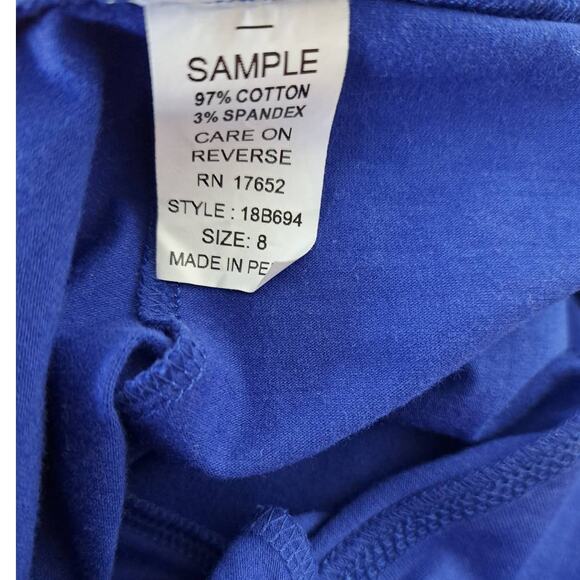 SAMPLE
97% COTTON
3% SPANDEX
CARE ON
REVERSE
RN 17652
STYLE : 18B694
SIZE: 8
MADE IN